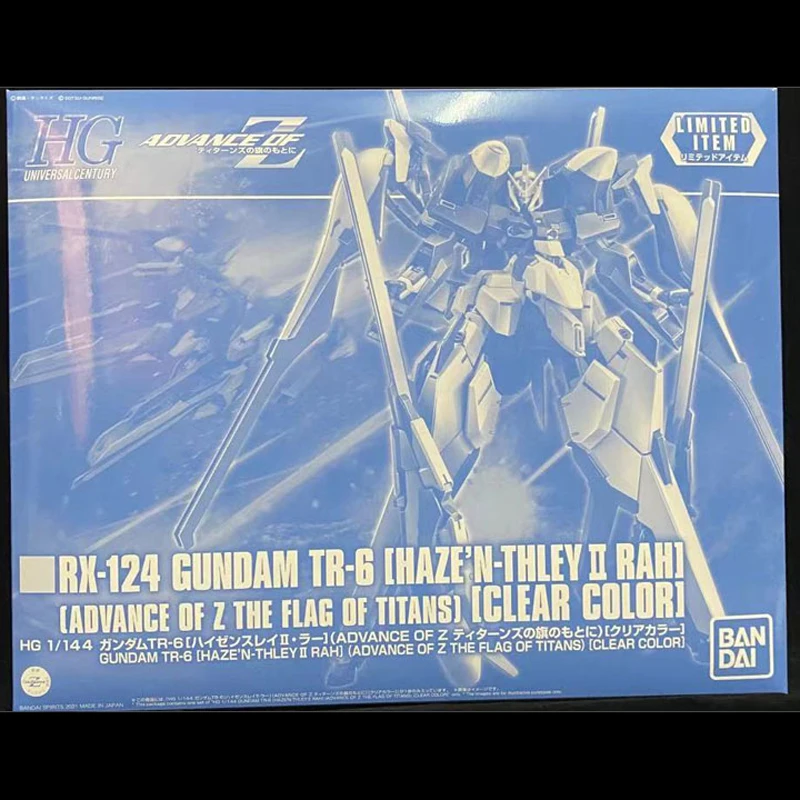 HG
UNIVERSAL CENTURY
ADVANCE OF Z
ティターンズの旗のもとに
LIMITED
ITEM
リミテッドアイテム
RX-124 GUNDAM TR-6 [HAZE'N-THLEY II RAH]
(ADVANCE OF Z THE FLAG OF TITANS) [CLEAR COLOR]
HG 1/144 ガンダムTR-6[ハイゼンスレイII・ラー](ADVANCE OF Z ティターンズの旗のもとに)[クリアカラー]
GUNDAM TR-6 [HAZE'N-THLEY II RAH] (ADVANCE OF Z THE FLAG OF TITANS) [CLEAR COLOR]
BAN
DAI
BANDAI SPIRITS 2021 MADE IN JAPAN